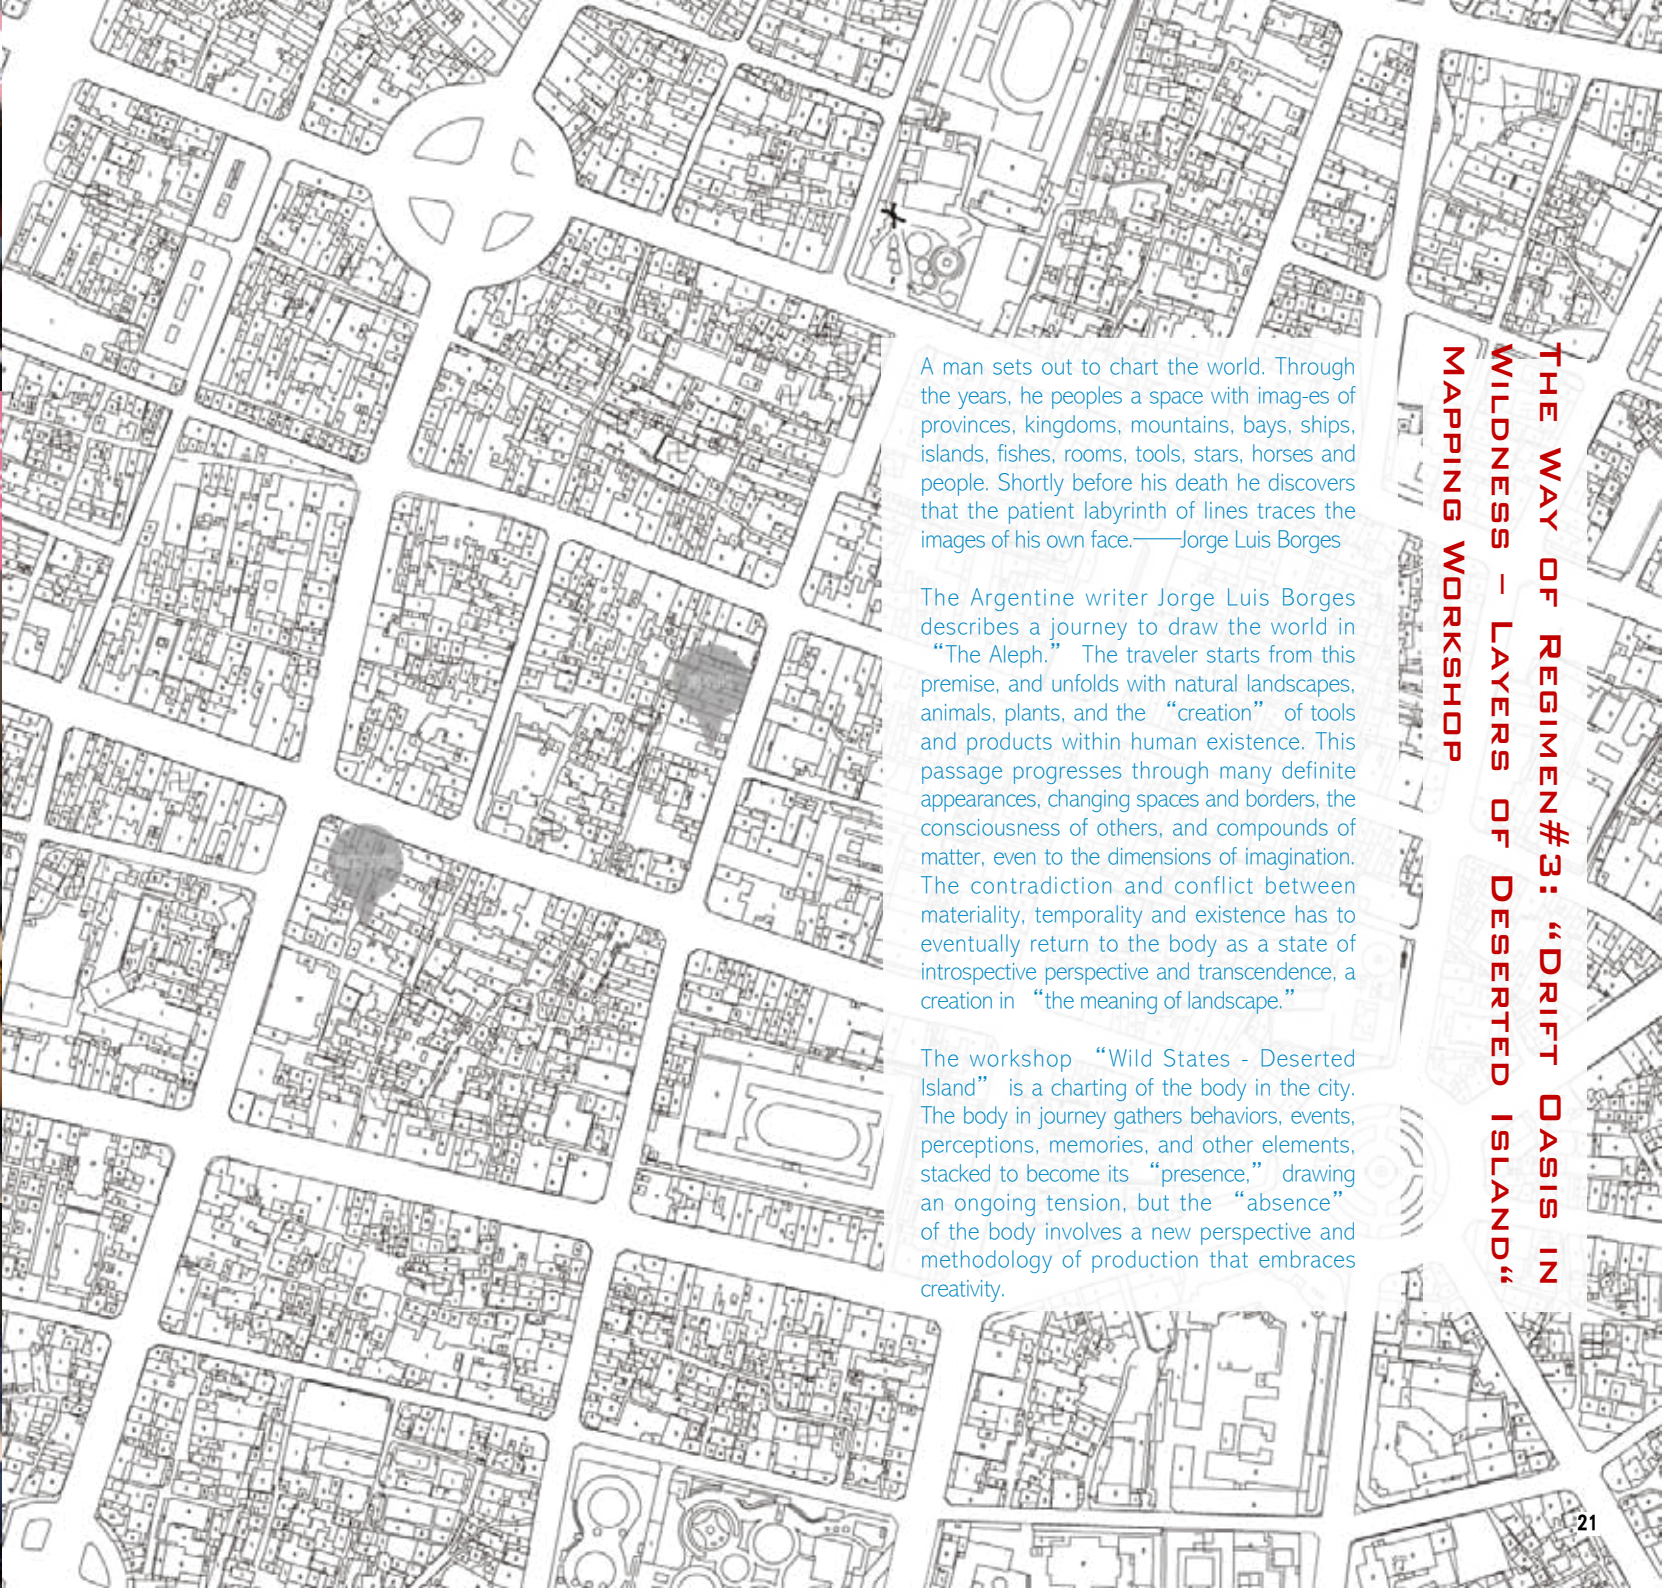 The Way of Regimen#3: “Drift Oasis in
Wildness – Layers of Deserted Island“
Mapping Workshop
A man sets out to chart the world. Through
the years, he peoples a space with imag-es of
provinces, kingdoms, mountains, bays, ships,
islands, fishes, rooms, tools, stars, horses and
people. Shortly before his death he discovers
that the patient labyrinth of lines traces the
images of his own face.——Jorge Luis Borges
The Argentine writer Jorge Luis Borges
describes a journey to draw the world in
“The Aleph.” The traveler starts from this
premise, and unfolds with natural landscapes,
animals, plants, and the “creation” of tools
and products within human existence. This
passage progresses through many definite
appearances, changing spaces and borders, the
consciousness of others, and compounds of
matter, even to the dimensions of imagination.
The contradiction and conflict between
materiality, temporality and existence has to
eventually return to the body as a state of
introspective perspective and transcendence, a
creation in “the meaning of landscape.”
The workshop “Wild States - Deserted
Island” is a charting of the body in the city.
The body in journey gathers behaviors, events,
perceptions, memories, and other elements,
stacked to become its “presence,” drawing
an ongoing tension, but the “absence”
of the body involves a new perspective and
methodology of production that embraces
creativity.
21